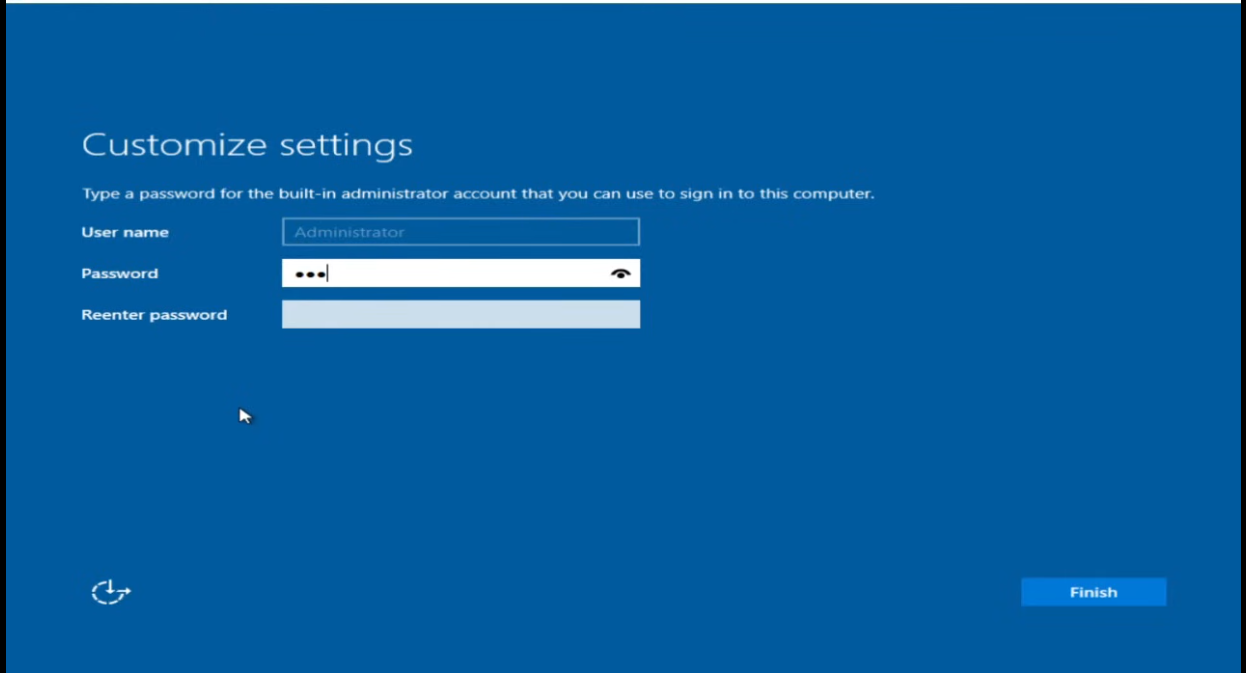 Customize settings
Type a password for the built-in administrator account that you can use to sign in to this computer.
User name Administrator
Password •••
Reenter password
Finish